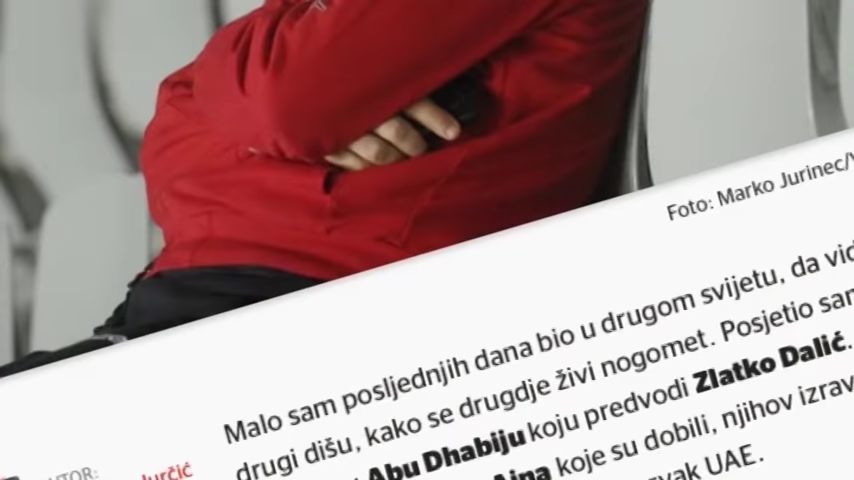 Foto: Marko Jurinec/
Malo sam posljednjih dana bio u drugom svijetu, da vid
drugi dišu, kako se drugdje živi nogomet. Posjetio sam
Abu Dhabiju koju predvodi Zlatko Dalić.
Aina koje su dobili, njihov izrav
UAE.
TOR: Jurčić